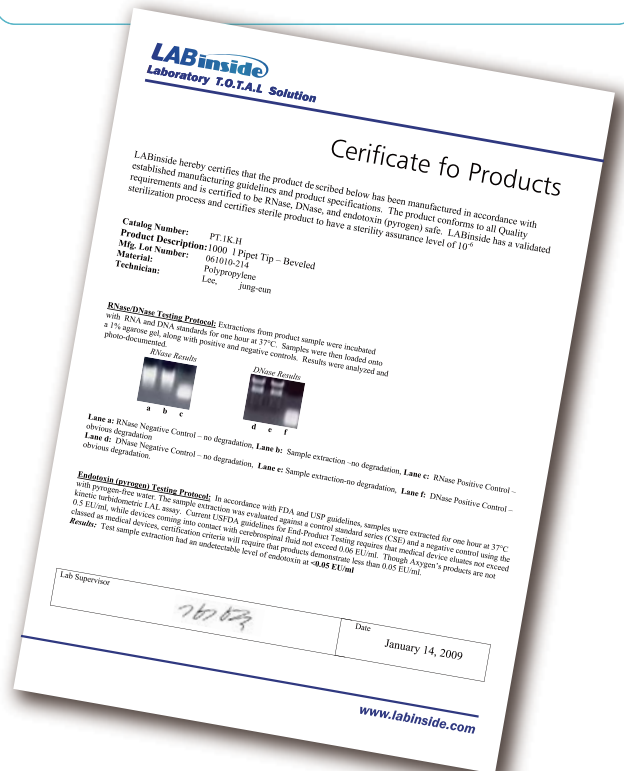 LABinside
Laboratory T.O.T.A.L Solution
Cerificate fo Products
LABinside hereby certifies that the product described below has been manufactured in accordance with
established manufacturing guidelines and product specifications. The product conforms to all Quality
requirements and is certified to be RNase, DNase, and endotoxin (pyrogen) safe. LABinside has a validated
sterilization process and certifies sterile product to have a sterility assurance level of 10⁻⁶
Catalog Number: PT.1K.H
Product Description: 1000 l Pipet Tip – Beveled
Mfg. Lot Number: 061010-214
Material: Polypropylene
Technician: Lee, jung-eun
RNase/DNase Testing Protocol: Extractions from product sample were incubated
with RNA and DNA standards for one hour at 37°C. Samples were then loaded onto
a 1% agarose gel, along with positive and negative controls. Results were analyzed and
photo-documented.
RNase Results
DNase Results
a b c
d e f
Lane a: RNase Negative Control – no degradation, Lane b: Sample extraction –no degradation, Lane c: RNase Positive Control –
obvious degradation
Lane d: DNase Negative Control – no degradation, Lane e: Sample extraction-no degradation, Lane f: DNase Positive Control –
obvious degradation.
Endotoxin (pyrogen) Testing Protocol: In accordance with FDA and USP guidelines, samples were extracted for one hour at 37°C
with pyrogen-free water. The sample extraction was evaluated against a control standard series (CSE) and a negative control using the
kinetic turbidometric LAL assay. Current USFDA guidelines for End-Product Testing requires that medical device eluates not exceed
0.5 EU/ml, while devices coming into contact with cerebrospinal fluid not exceed 0.06 EU/ml. Though Axygen's products are not
classed as medical devices, certification criteria will require that products demonstrate less than 0.05 EU/ml.
Results: Test sample extraction had an undetectable level of endotoxin at <0.05 EU/ml
Lab Supervisor
Date
January 14, 2009
www.labinside.com